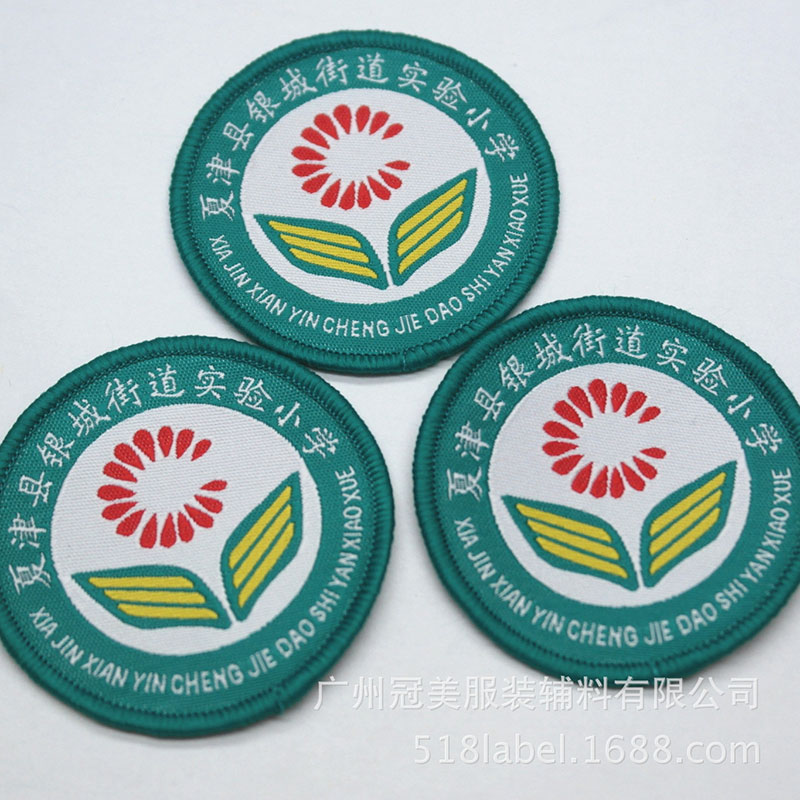 夏津县银城街道实验小学
XIA JIN XIAN YIN CHENG JIE DAO SHI YAN XIAO XUE
夏津县银城街道实验小学
XIA JIN XIAN YIN CHENG JIE DAO SHI YAN XIAO XUE
夏津县银城街道实验小学
XIA JIN XIAN YIN CHENG JIE DAO SHI YAN XIAO XUE
广州冠美服装辅料有限公司
518label.1688.com